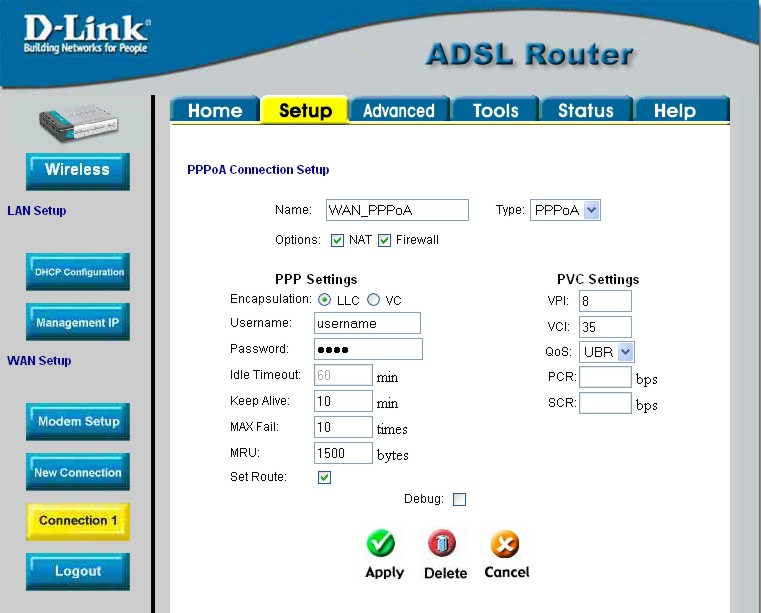 D-Link®
Building Networks for People
ADSL Router
Home Setup Advanced Tools Status Help
Wireless
LAN Setup
DHCP Configuration
Management IP
WAN Setup
Modem Setup
New Connection
Connection 1
Logout
PPPoA Connection Setup
Name: WAN_PPPoA Type: PPPoA
Options: NAT Firewall
PPP Settings
Encapsulation: LLC VC
Username: username
Password: ●●●●
Idle Timeout: 60 min
Keep Alive: 10 min
MAX Fail: 10 times
MRU: 1500 bytes
Set Route:
PVC Settings
VPI: 8
VCI: 35
QoS: UBR
PCR: bps
SCR: bps
Debug:
Apply Delete Cancel